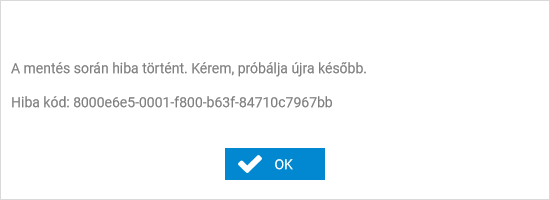 A mentés során hiba történt. Kérem, próbálja újra később.
Hiba kód: 8000e6e5-0001-f800-b63f-84710c7967bb
OK